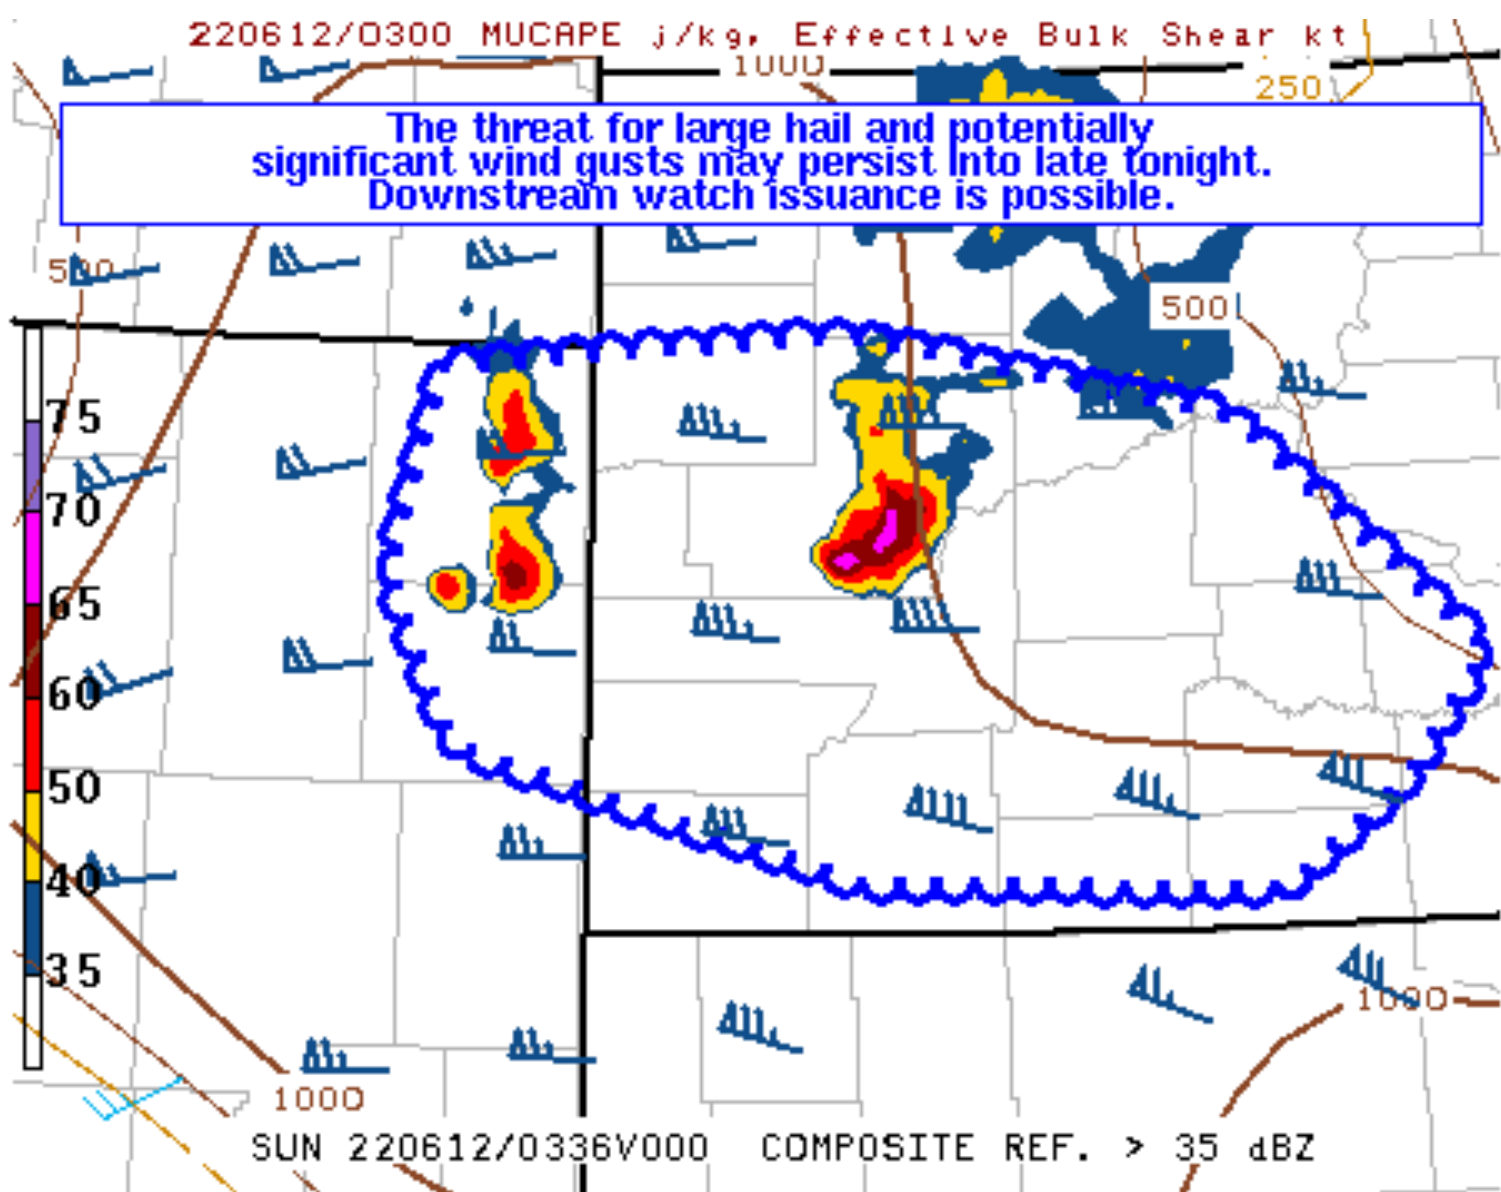 220612/0300 MUCAPE j/kg, Effective Bulk Shear kt
1000
250
The threat for large hail and potentially
significant wind gusts may persist into late tonight.
Downstream watch issuance is possible.
500
500
75
70
65
60
50
40
35
1000
1000
SUN 220612/0336V000 COMPOSITE REF. > 35 dBZ